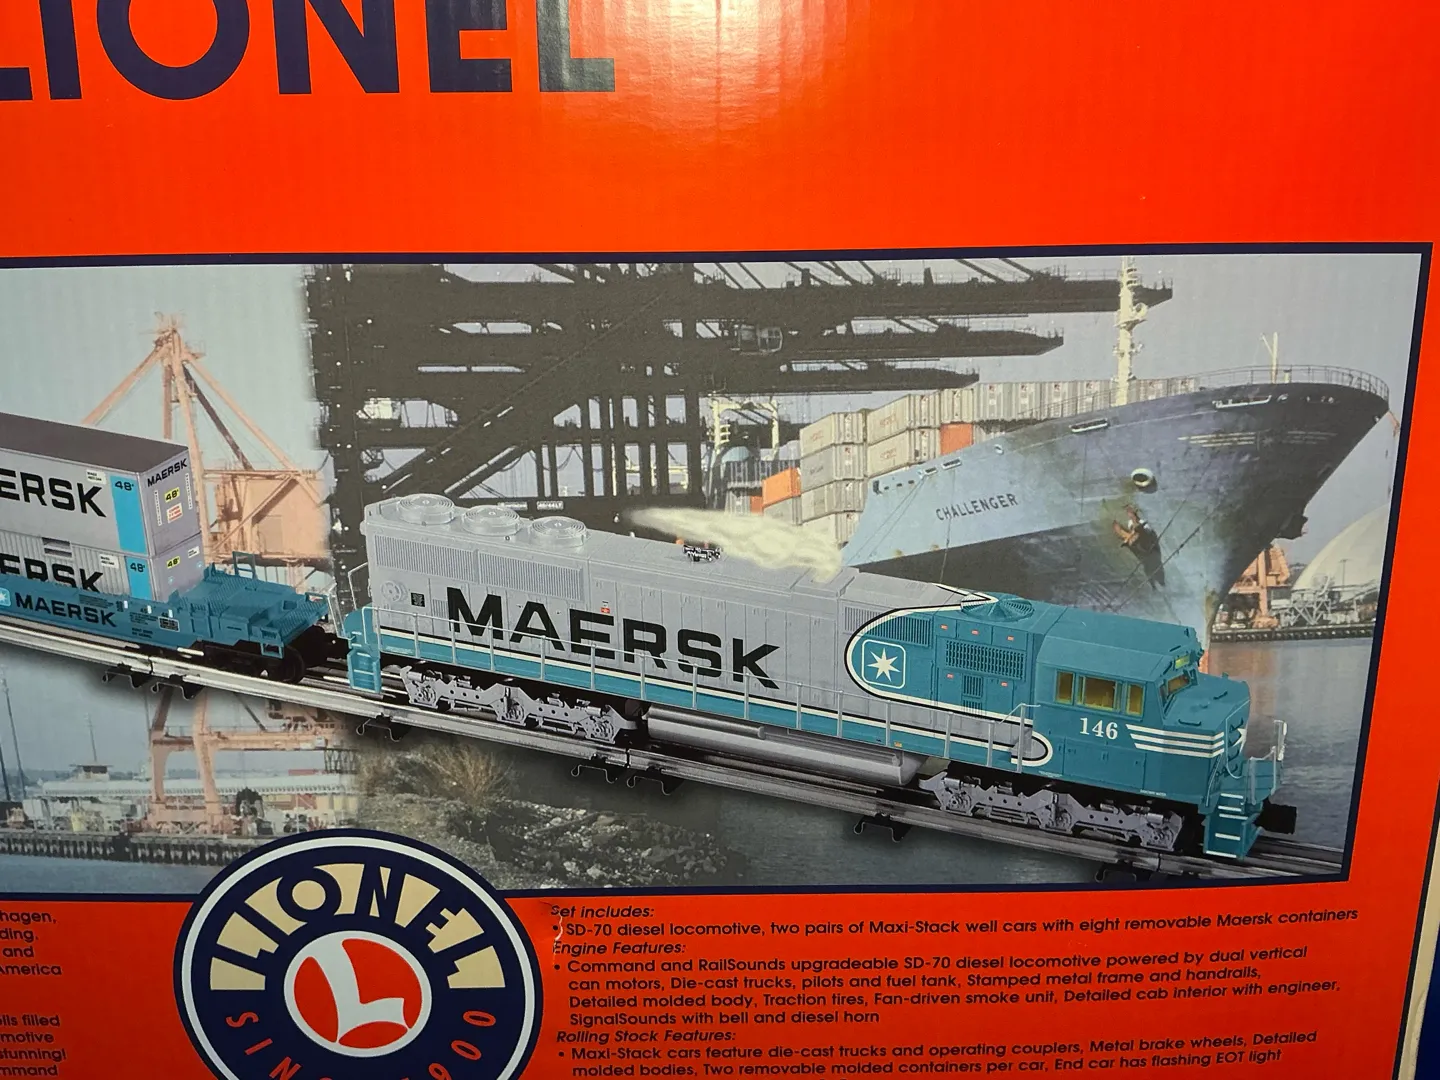 LIONEL
MAERSK
48'
48'
ERSK
48'
ERSK
48'
MAERSK
CHALLENGER
MAERSK
146
LIONEL
L
SINCE 1900
hagen,
ding.
and
America
ils filled
motive
stunning!
mmand
Set includes:
• SD-70 diesel locomotive, two pairs of Maxi-Stack well cars with eight removable Maersk containers
Engine Features:
• Command and RailSounds upgradeable SD-70 diesel locomotive powered by dual vertical
can motors, Die-cast trucks, pilots and fuel tank, Stamped metal frame and handrails,
Detailed molded body, Traction tires, Fan-driven smoke unit, Detailed cab interior with engineer,
SignalSounds with bell and diesel horn
Rolling Stock Features:
• Maxi-Stack cars feature die-cast trucks and operating couplers, Metal brake wheels, Detailed
molded bodies, Two removable molded containers per car, End car has flashing EOT light